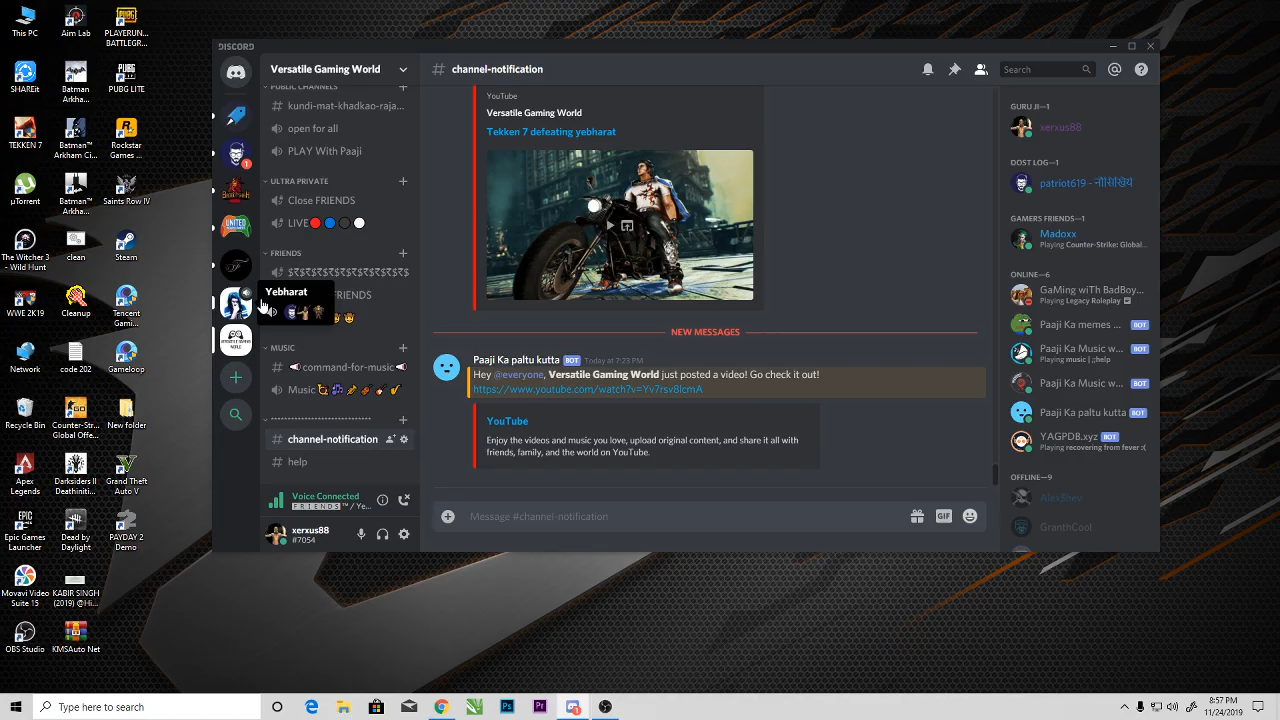 This PC
Aim Lab
PLAYERUN...
BATTLEGR...
SHAREit
Batman
Arkha...
PUBG LITE
TEKKEN 7
Batman™
Arkham Ci...
Rockstar
Games ...
µTorrent
Batman™
Arkham ...
Saints Row IV
The Witcher 3
- Wild Hunt
clean
Steam
WWE 2K19
Cleanup
Tencent
Gaming...
Network
code 202
Gameloop
Recycle Bin
Counter-Str...
Global Offe...
Folders
Apex
Legends
Darksiders II
Deathiniti...
Grand Theft
Auto V
Epic Games
Launcher
Dead by
Daylight
PAYDAY 2
Demo
Movavi Video
Suite 15
KABIR SINGH
(2019) @Hi...
OBS Studio
KMSAuto Net
DISCORD
Versatile Gaming World
PUBLIC CHANNELS
kundi-mat-khadkao-raja...
open for all
PLAY With Paaji
ULTRA PRIVATE
Close FRIENDS
LIVE🔴🔵⚫⚪
FRIENDS
Yebharat
FRIENDS
MUSIC
📢command-for-music📢
Music
channel-notification
help
Voice Connected
🇫🇷🇮🇪🇳🇩🇸 / Ye...
xerxus88
#7054
channel-notification
Search
YouTube
Versatile Gaming World
Tekken 7 defeating yebharat
NEW MESSAGES
Paaji Ka paltu kutta BOT Today at 7:23 PM
Hey @everyone, Versatile Gaming World just posted a video! Go check it out!
https://www.youtube.com/watch?v=Yv7rsv8lcmA
YouTube
Enjoy the videos and music you love, upload original content, and share it all with
friends, family, and the world on YouTube.
Message #channel-notification
GIF
GURU JI—1
xerxus88
DOST LOG—1
patriot619 -
GAMERS FRIENDS—1
Madoxx
Playing Counter-Strike: Global...
ONLINE—6
GaMing wiTh BadBoy...
Playing Legacy Roleplay
Paaji Ka memes ... BOT
Paaji Ka Music w... BOT
Playing music | ;;help
Paaji Ka Music w... BOT
Paaji Ka paltu kutta BOT
YAGPDB.xyz BOT
Playing recovering from fever :(
OFFLINE—9
Alex$hev
GranthCool
Type here to search
8:57 PM
11/24/2019